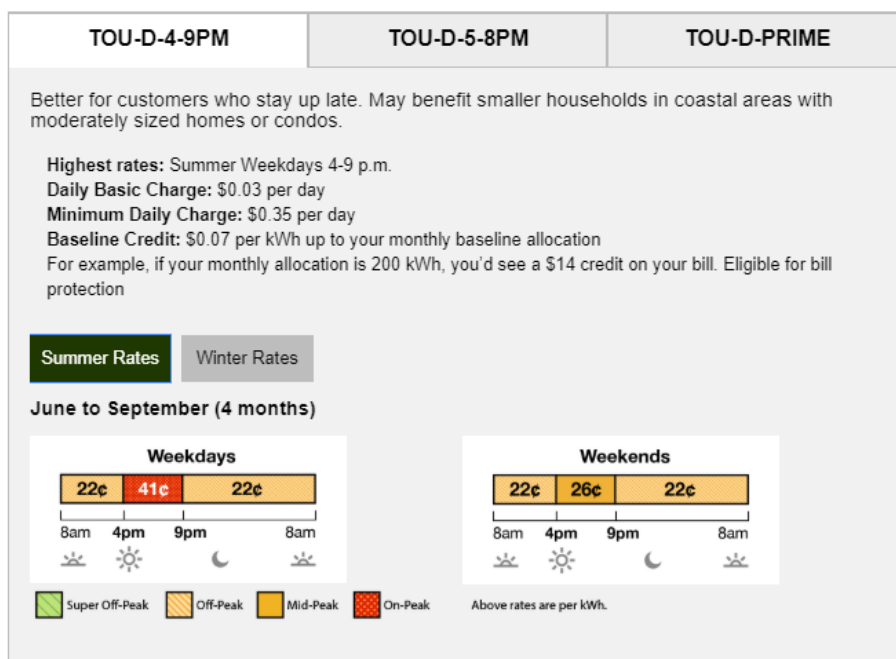 TOU-D-4-9PM
TOU-D-5-8PM
TOU-D-PRIME
Better for customers who stay up late. May benefit smaller households in coastal areas with
moderately sized homes or condos.
Highest rates: Summer Weekdays 4-9 p.m.
Daily Basic Charge: $0.03 per day
Minimum Daily Charge: $0.35 per day
Baseline Credit: $0.07 per kWh up to your monthly baseline allocation
For example, if your monthly allocation is 200 kWh, you'd see a $14 credit on your bill. Eligible for bill
protection
Summer Rates
Winter Rates
June to September (4 months)
Weekdays
22¢ 41¢ 22¢
8am 4pm 9pm 8am
Weekends
22¢ 26¢ 22¢
8am 4pm 9pm 8am
Super Off-Peak Off-Peak Mid-Peak On-Peak
Above rates are per kWh.